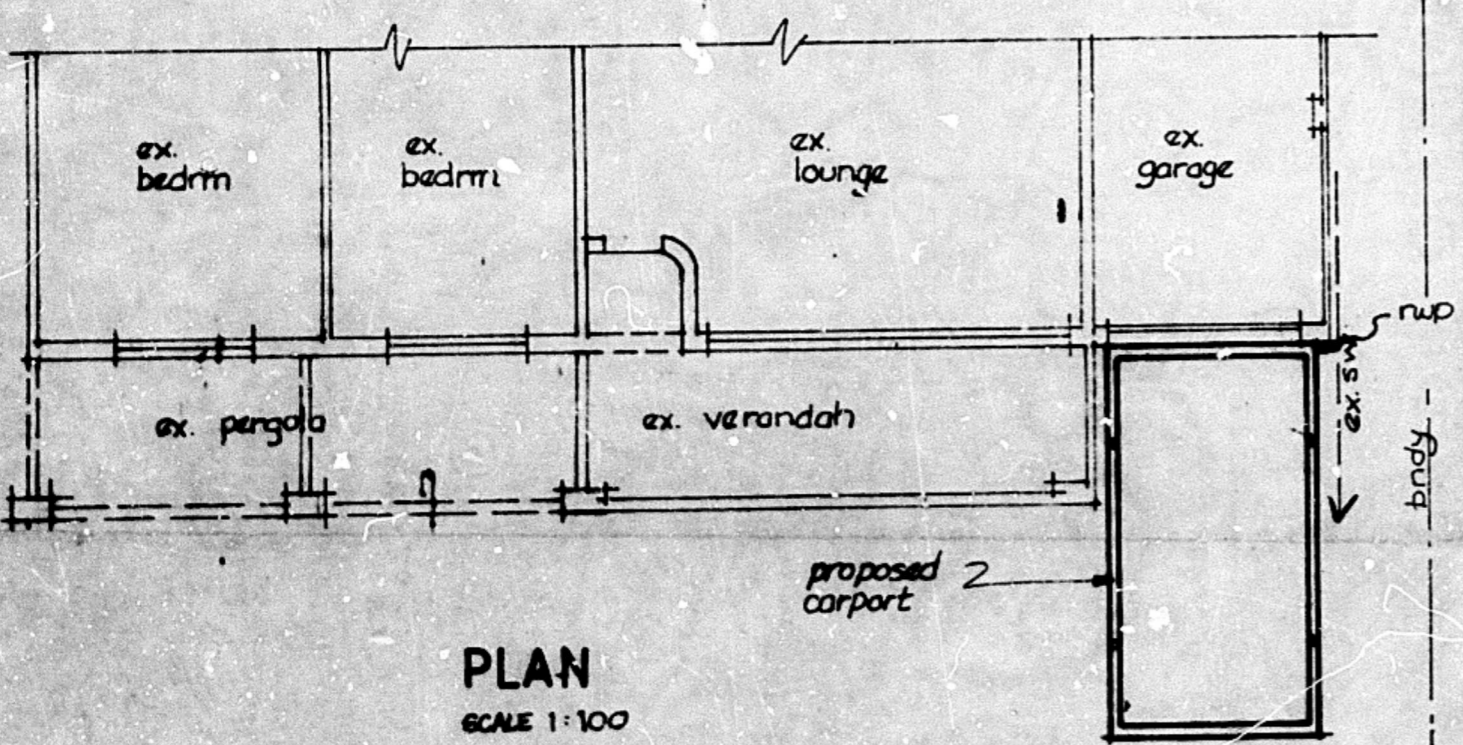 ex.
bedrm
ex.
bedrm
ex.
lounge
ex.
garage
rwp
ex. sw
bndy
ex. pergola
ex. verandah
proposed
carport
PLAN
SCALE 1:100